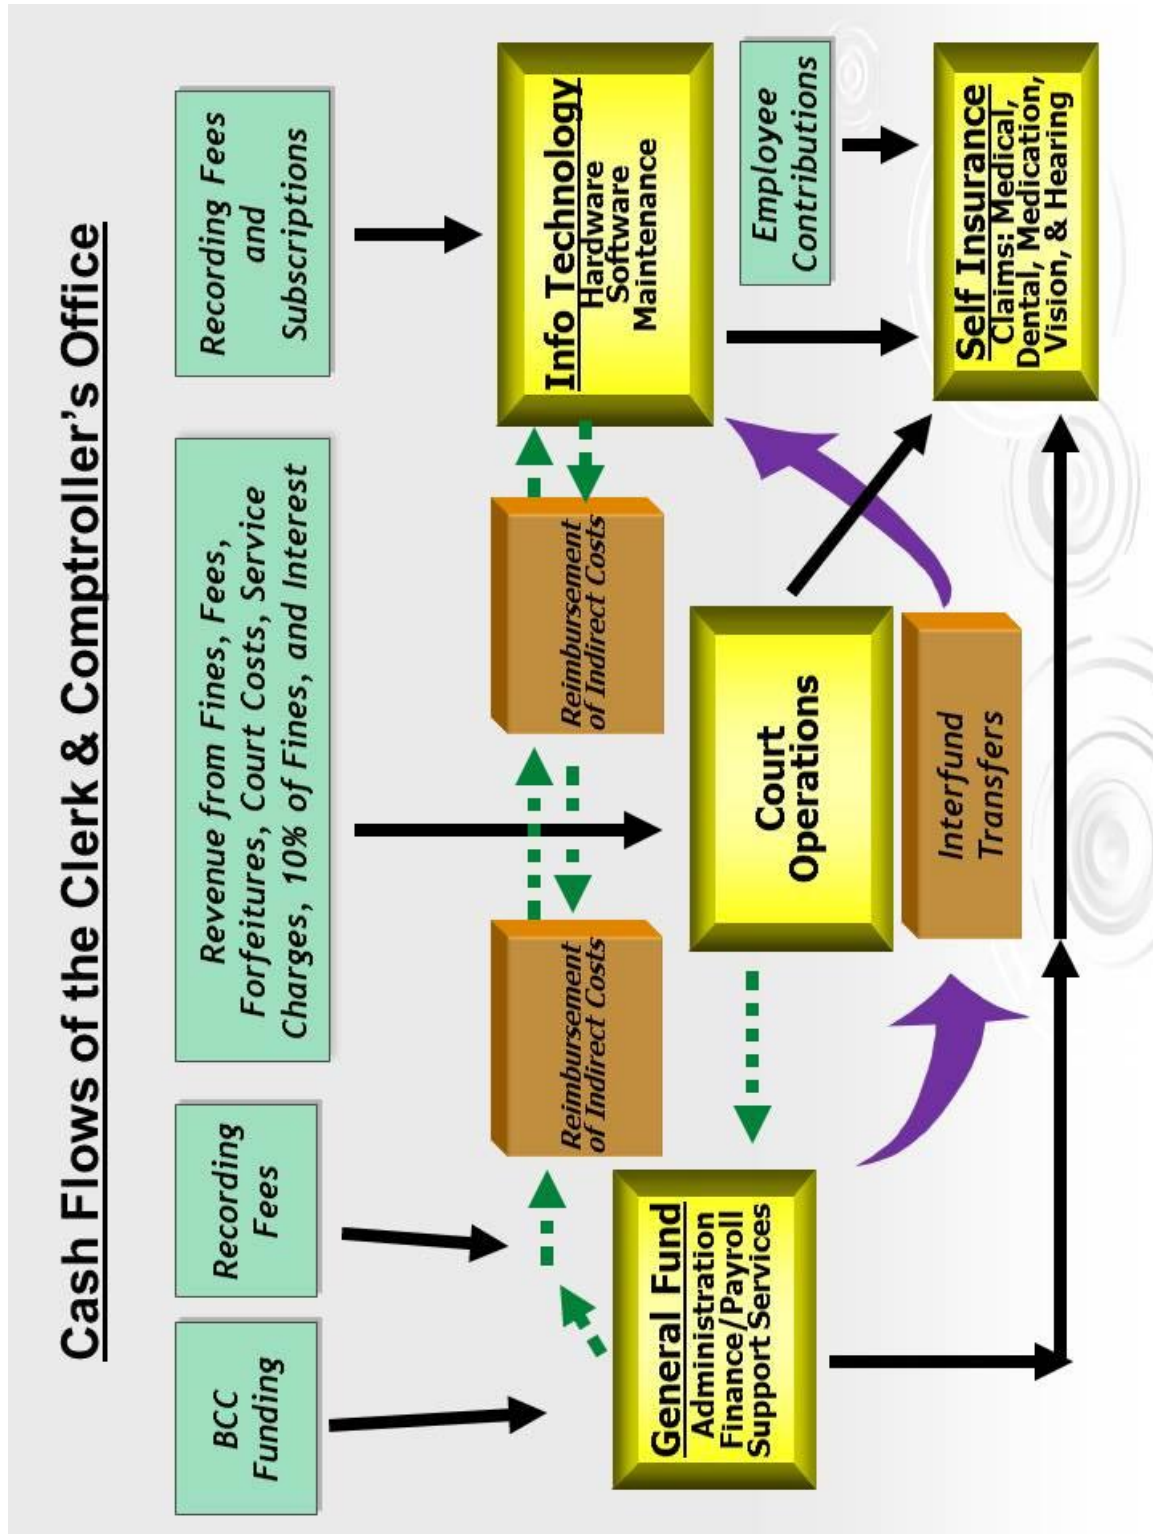 Cash Flows of the Clerk & Comptroller's Office
BCC
Funding
Recording
Fees
Revenue from Fines, Fees,
Forfeitures, Court Costs, Service
Charges, 10% of Fines, and Interest
Recording Fees
and
Subscriptions
Reimbursement
of Indirect Costs
Reimbursement
of Indirect Costs
Info Technology
Hardware
Software
Maintenance
General Fund
Administration
Finance/Payroll
Support Services
Court
Operations
Employee
Contributions
Interfund
Transfers
Self Insurance
Claims: Medical,
Dental, Medication,
Vision, & Hearing